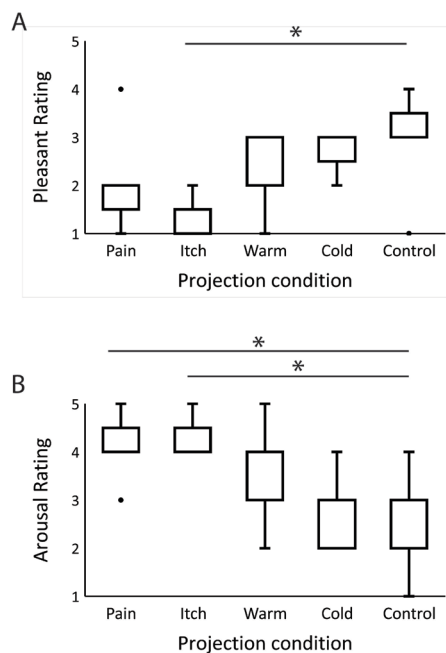 A
*
5
4
3
2
1
Pleasant Rating
Pain Itch Warm Cold Control
Projection condition
*
*
B
5
4
3
2
1
Arousal Rating
Pain Itch Warm Cold Control
Projection condition